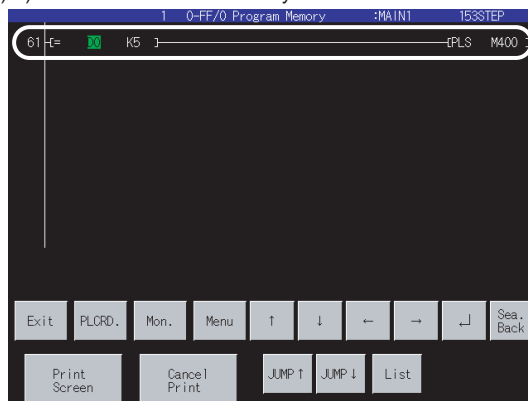 1 0-FF/0 Program Memory :MAIN1 153STEP
61 -[= D0 K5 ]-[PLS M400 ]
Exit PLCRD. Mon. Menu ↑ ↓ ← → ↵ Sea. Back
Print Screen Cancel Print JUMP↑ JUMP↓ List